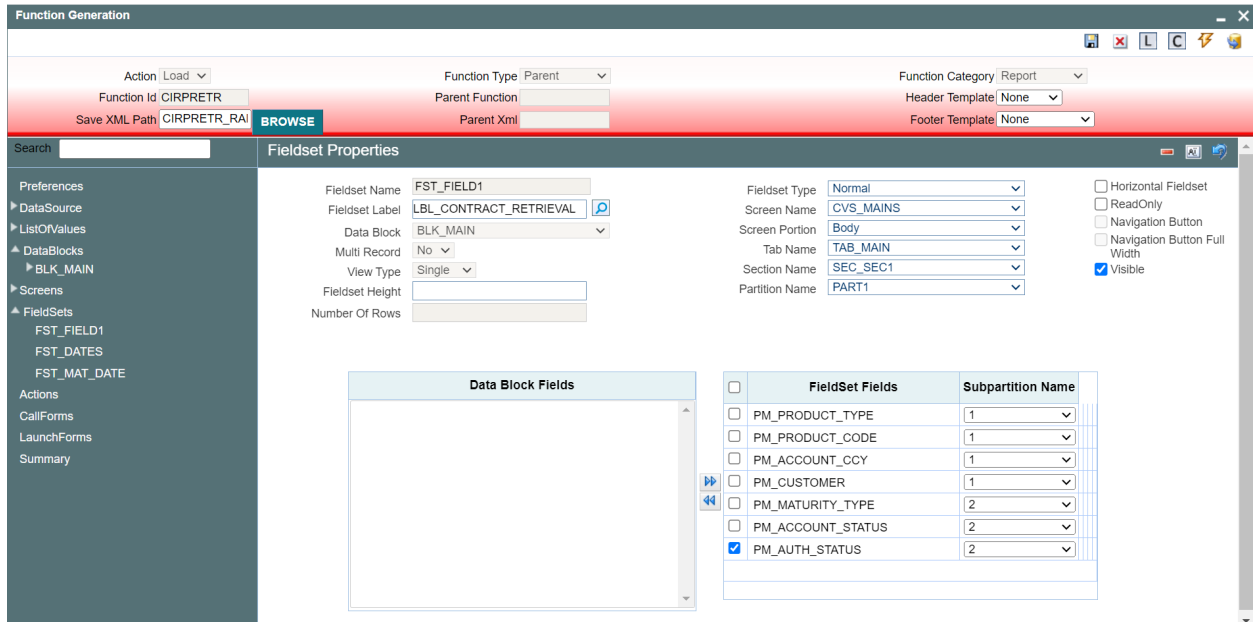 Function Generation
L C
Action Load Function Type Parent Function Category Report
Function Id CIRPRETR Parent Function Header Template None
Save XML Path CIRPRETR_RAI BROWSE Parent Xml Footer Template None
Search Fieldset Properties
Preferences
DataSource
ListOfValues
DataBlocks
BLK_MAIN
Screens
FieldSets
FST_FIELD1
FST_DATES
FST_MAT_DATE
Actions
CallForms
LaunchForms
Summary
Fieldset Name FST_FIELD1
Fieldset Label LBL_CONTRACT_RETRIEVAL
Data Block BLK_MAIN
Multi Record No
View Type Single
Fieldset Height
Number Of Rows
Fieldset Type Normal
Screen Name CVS_MAINS
Screen Portion Body
Tab Name TAB_MAIN
Section Name SEC_SEC1
Partition Name PART1
Horizontal Fieldset
ReadOnly
Navigation Button
Navigation Button Full
Width
Visible
Data Block Fields
FieldSet Fields Subpartition Name
PM_PRODUCT_TYPE 1
PM_PRODUCT_CODE 1
PM_ACCOUNT_CCY 1
PM_CUSTOMER 1
PM_MATURITY_TYPE 2
PM_ACCOUNT_STATUS 2
PM_AUTH_STATUS 2